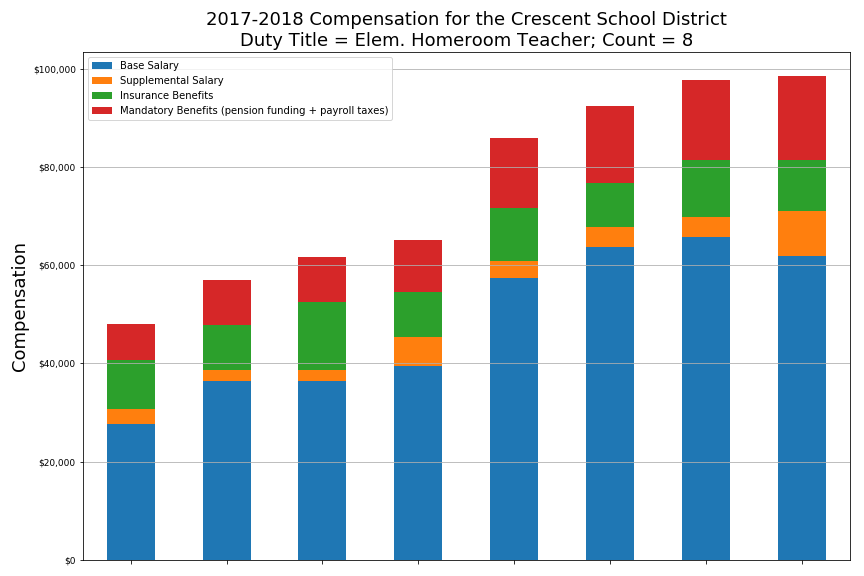 2017-2018 Compensation for the Crescent School District
Duty Title = Elem. Homeroom Teacher; Count = 8
Base Salary
Supplemental Salary
Insurance Benefits
Mandatory Benefits (pension funding + payroll taxes)
Compensation
$100,000
$80,000
$60,000
$40,000
$20,000
$0